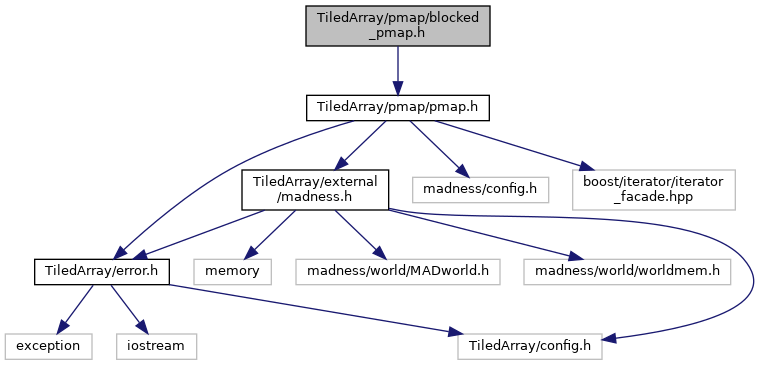 TiledArray/pmap/blocked
_pmap.h
TiledArray/pmap/pmap.h
TiledArray/external
/madness.h
madness/config.h
boost/iterator/iterator
_facade.hpp
TiledArray/error.h
memory
madness/world/MADworld.h
madness/world/worldmem.h
exception
iostream
TiledArray/config.h